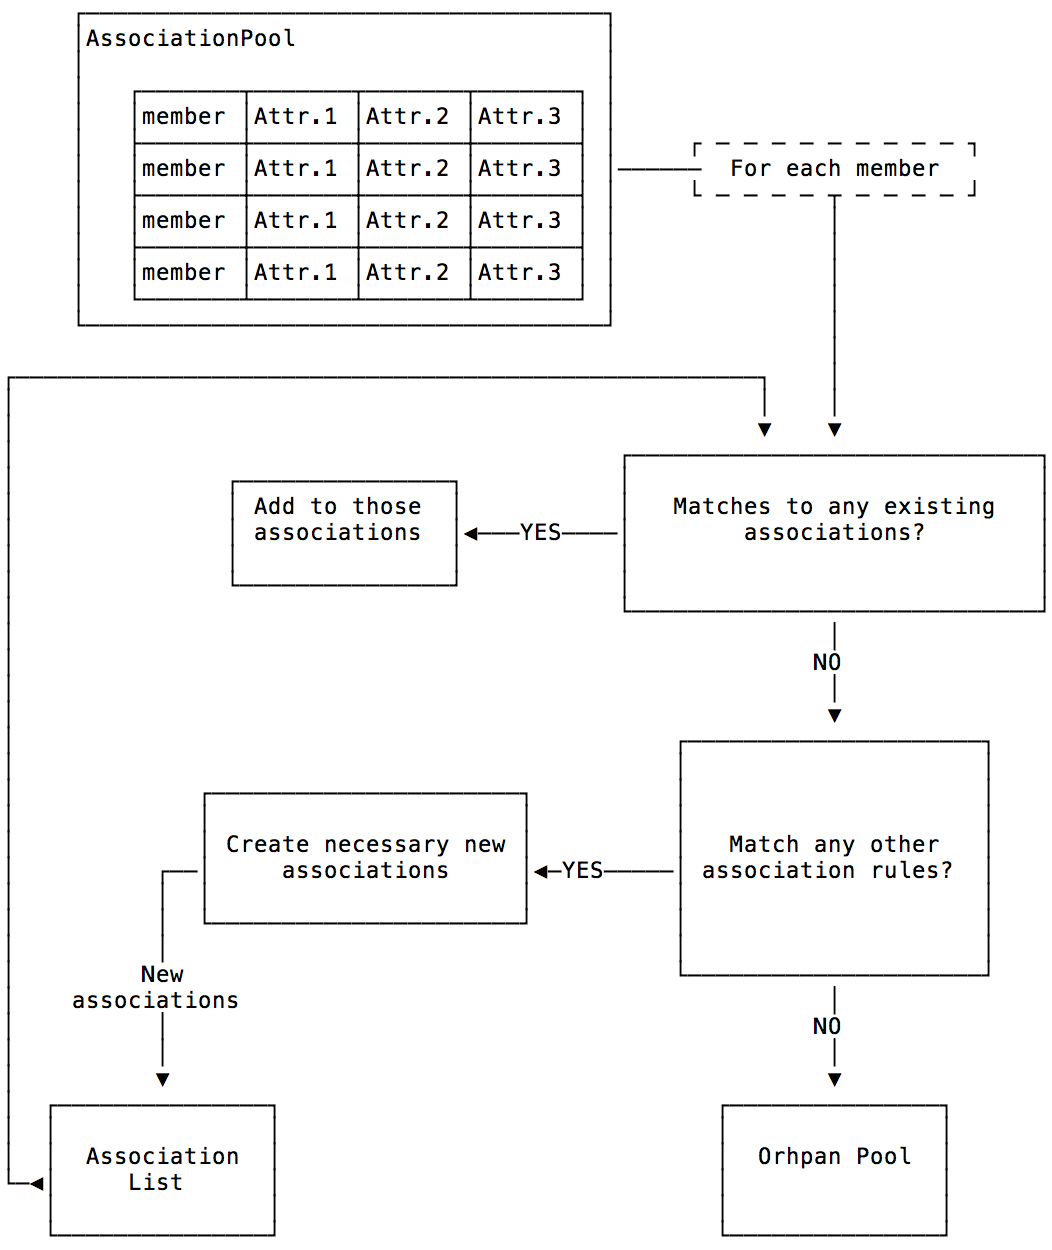 AssociationPool
member Attr.1 Attr.2 Attr.3
member Attr.1 Attr.2 Attr.3
For each member
member Attr.1 Attr.2 Attr.3
member Attr.1 Attr.2 Attr.3
Matches to any existing
associations?
YES
Add to those
associations
NO
Match any other
association rules?
YES
Create necessary new
associations
New
associations
NO
Association
List
Orhpan Pool